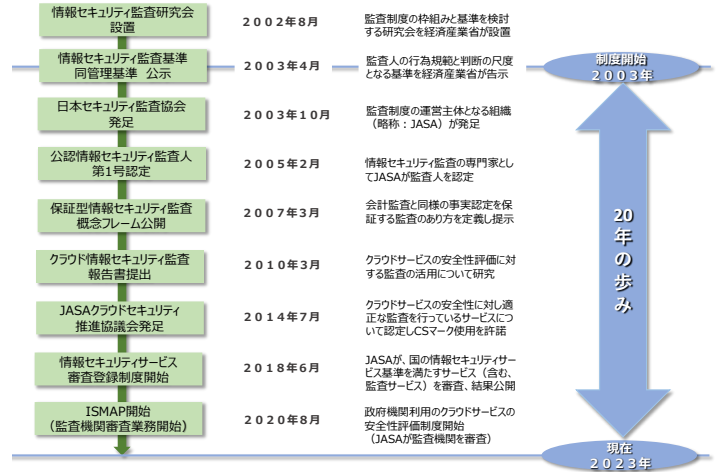 情報セキュリティ監査研究会
設置
2002年8月
監査制度の枠組みと基準を検討
する研究会を経済産業省が設置
情報セキュリティ監査基準
同管理基準 公示
2003年4月
監査人の行為規範と判断の尺度
となる基準を経済産業省が告示
制度開始
2003年
日本セキュリティ監査協会
発足
2003年10月
監査制度の運営主体となる組織
（略称：JASA）が発足
公認情報セキュリティ監査人
第1号認定
2005年2月
情報セキュリティ監査の専門家とし
てJASAが監査人を認定
保証型情報セキュリティ監査
概念フレーム公開
2007年3月
会計監査と同様の事実認定を保
証する監査のあり方を定義し提示
20
年
の
歩
み
クラウド情報セキュリティ監査
報告書提出
2010年3月
クラウドサービスの安全性評価に対
する監査の活用について研究
JASAクラウドセキュリティ
推進協議会発足
2014年7月
クラウドサービスの安全性に対し適
正な監査を行っているサービスにつ
いて認定しCSマーク使用を許諾
情報セキュリティサービス
審査登録制度開始
2018年6月
JASAが、国の情報セキュリティサー
ビス基準を満たすサービス（含む、
監査サービス）を審査、結果公開
ISMAP開始
（監査機関審査業務開始）
2020年8月
政府機関利用のクラウドサービスの
安全性評価制度開始
（JASAが監査機関を審査）
現在
2023年